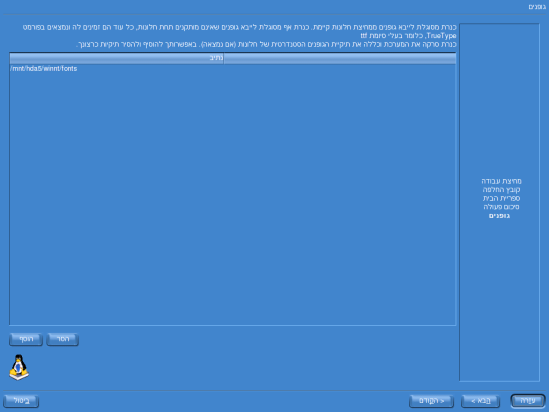 גופנים
כנרת מסוגלת לייבא גופנים ממחיצת חלונות קיימת. כנרת אף מסוגלת לייבא גופנים שאינם מותקנים תחת חלונות, כל עוד הם זמינים לה ונמצאים בפורמט
TrueType, כלומר בעלי סיומת ttf
כנרת סרקה את המערכת וכללה את תיקיית הגופנים הסטנדרטית של חלונות (אם נמצאה). באפשרותך להוסיף ולהסיר תיקיות כרצונך.
נתיב
/mnt/hda5/winnt/fonts
מחיצת עבודה
קובץ החלפה
ספריית הבית
סיכום פעולה
גופנים
הסר
הוסף
עזרה
הבא >
< הקודם
ביטול